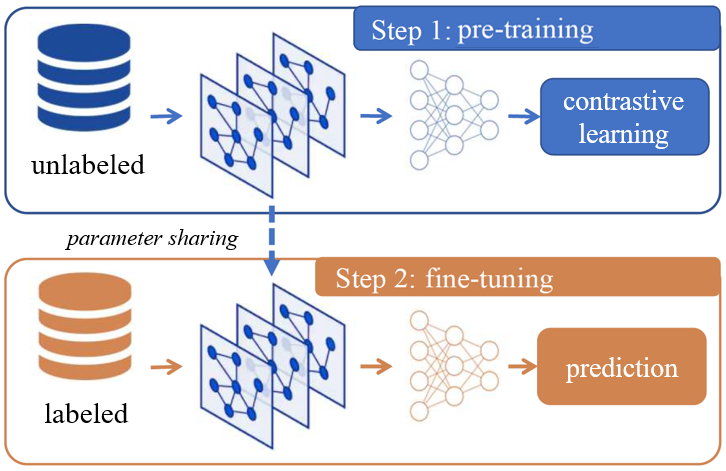 Step 1: pre-training
contrastive
learning
unlabeled
parameter sharing
Step 2: fine-tuning
prediction
labeled